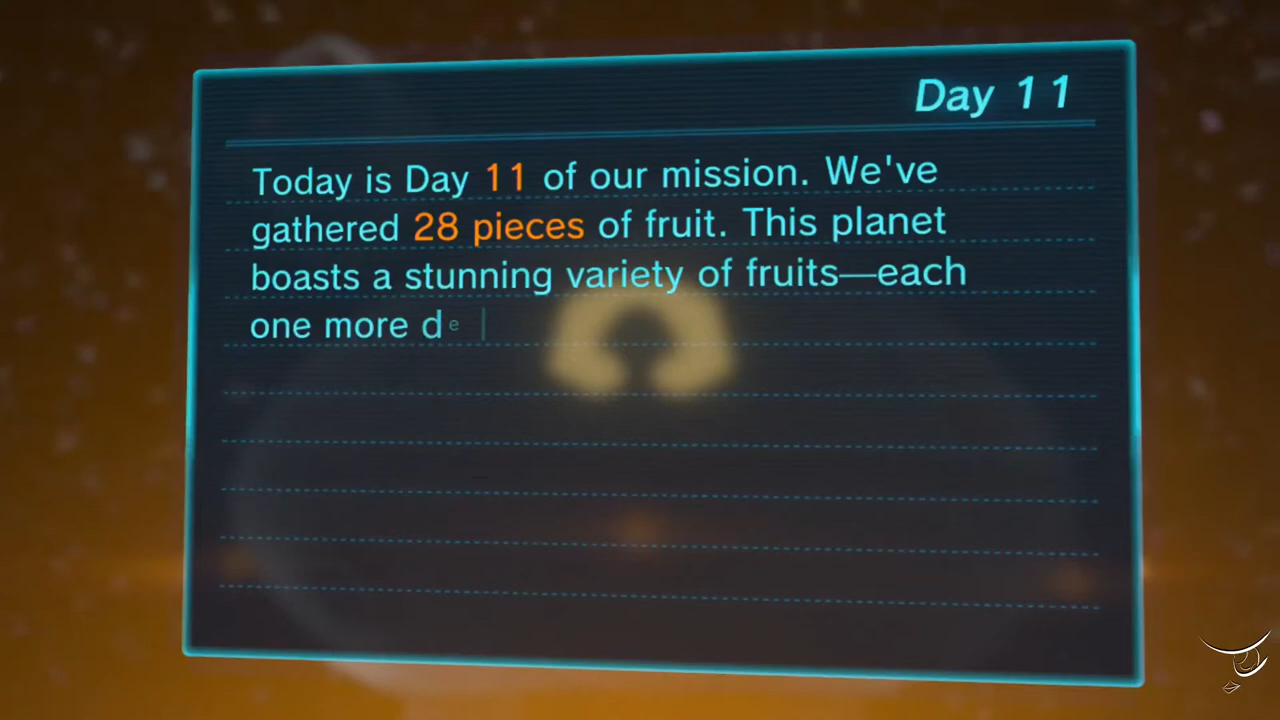 Day 11
Today is Day 11 of our mission. We've
gathered 28 pieces of fruit. This planet
boasts a stunning variety of fruits—each
one more de